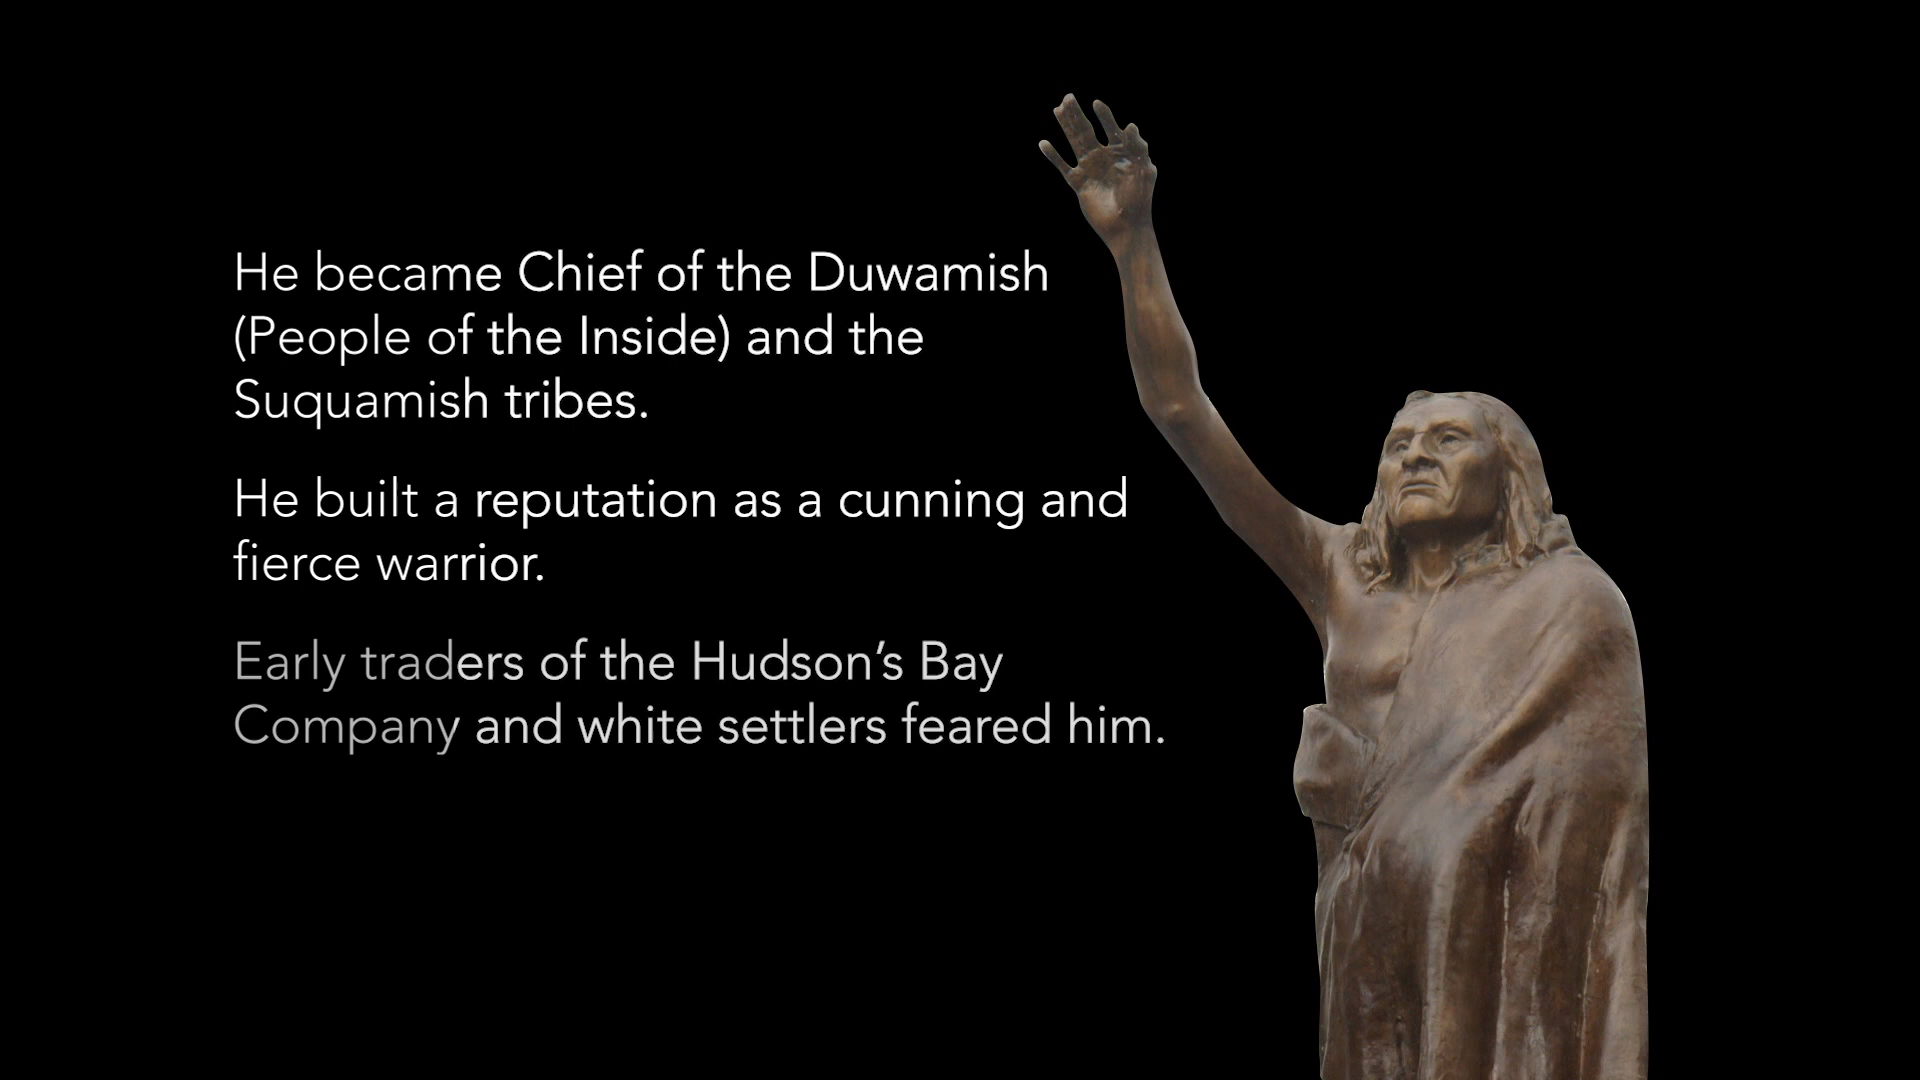 He became Chief of the Duwamish
(People of the Inside) and the
Suquamish tribes.
He built a reputation as a cunning and
fierce warrior.
Early traders of the Hudson’s Bay
Company and white settlers feared him.